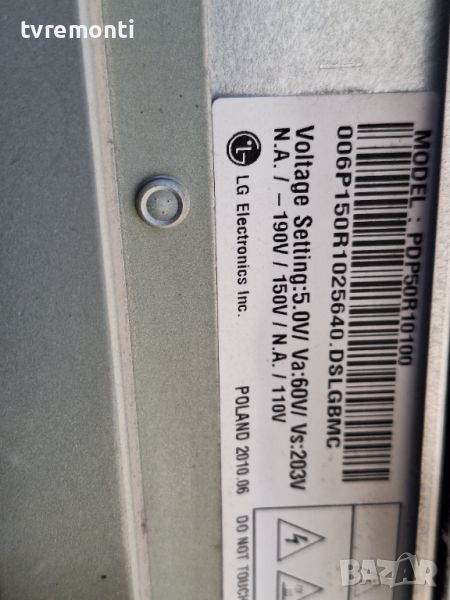 tvremonti
MODEL : PDP50R10100
006P150R1025640.DSLGBMC
Voltage Setting:5.0V/ Va:60V/ Vs:203V
N.A. / -190V / 150V / N.A. / 110V
LG Electronics Inc.
POLAND 2010.06
DO NOT TOUCH
BAZAR